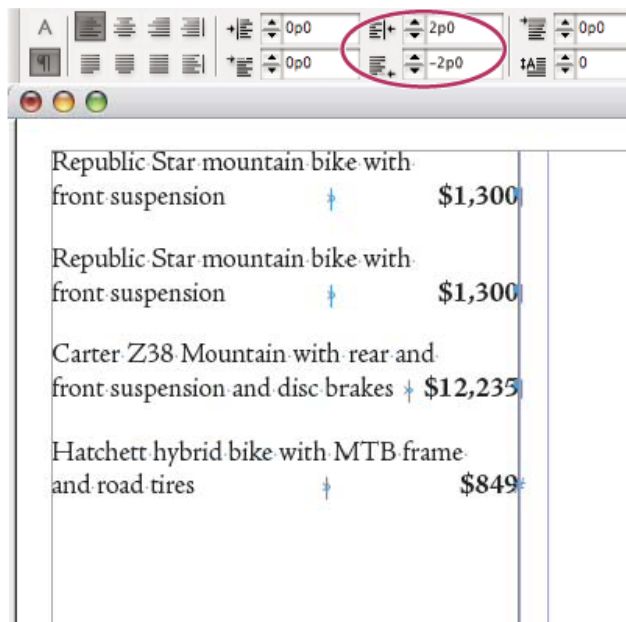 A 0p0 2p0 0p0
¶ 0p0 -2p0 A 0
Republic Star mountain bike with
front suspension » $1,300¶
Republic Star mountain bike with
front suspension » $1,300¶
Carter Z38 Mountain with rear and
front suspension and disc brakes » $12,235¶
Hatchett hybrid bike with MTB frame
and road tires » $849#